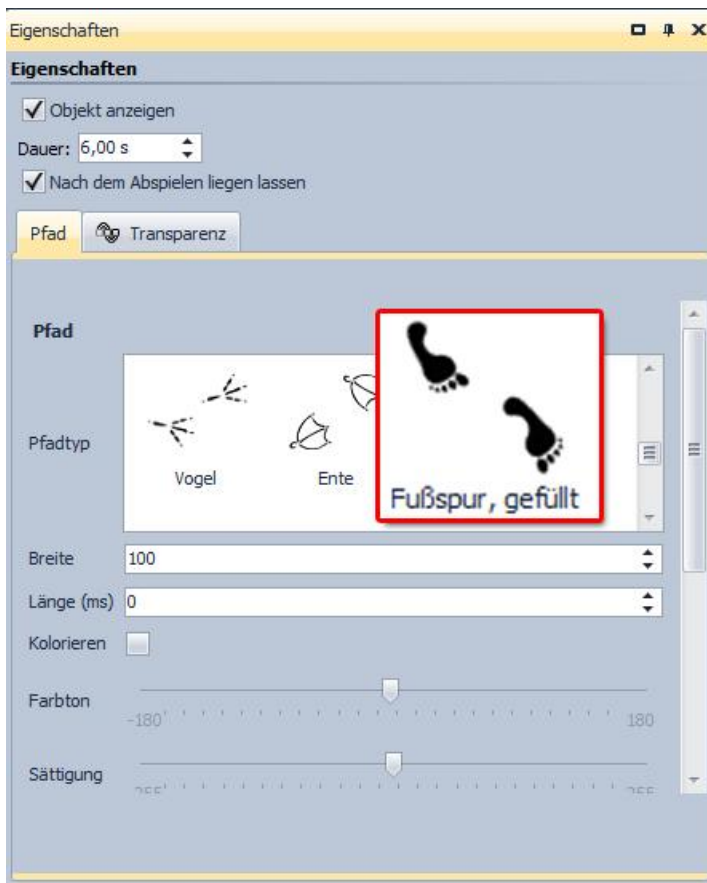 Eigenschaften
Eigenschaften
Objekt anzeigen
Dauer: 6,00 s
Nach dem Abspielen liegen lassen
Pfad Transparenz
Pfad
Pfadtyp
Vogel Ente Fußspur, gefüllt
Breite 100
Länge (ms) 0
Kolorieren
Farbton
-180 180
Sättigung